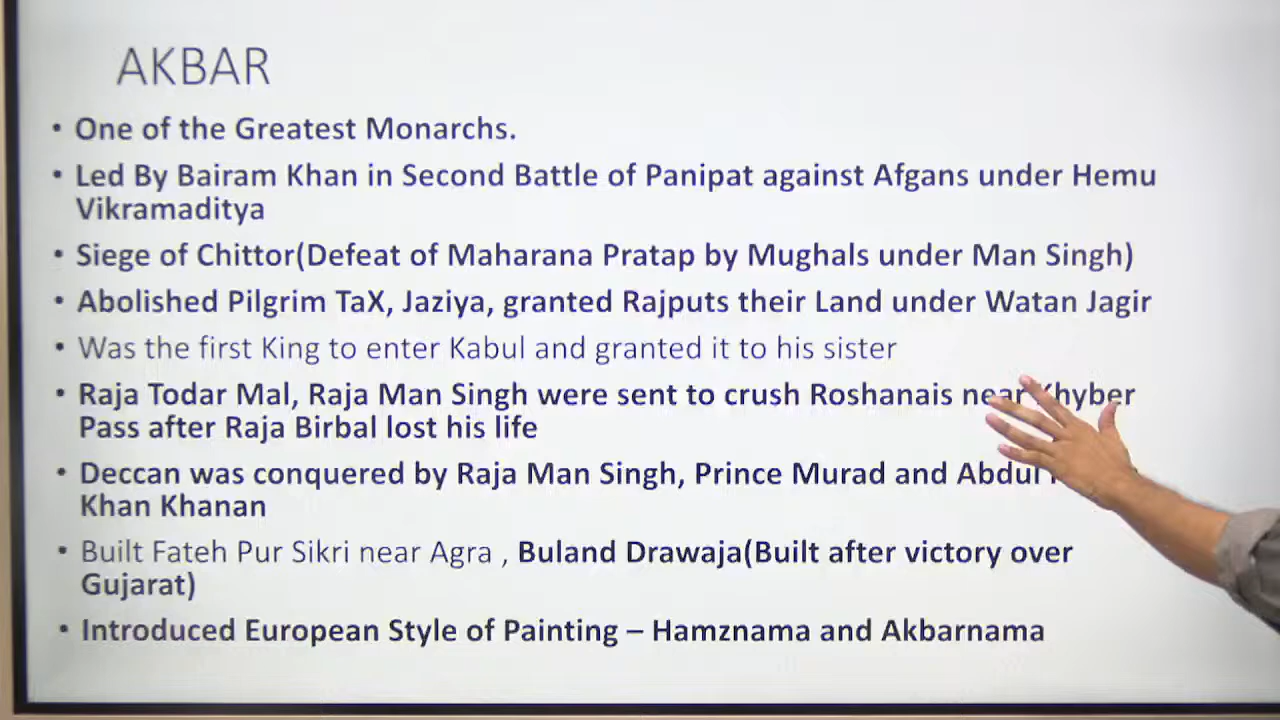 AKBAR
• One of the Greatest Monarchs.
• Led By Bairam Khan in Second Battle of Panipat against Afgans under Hemu
Vikramaditya
• Siege of Chittor(Defeat of Maharana Pratap by Mughals under Man Singh)
• Abolished Pilgrim TaX, Jaziya, granted Rajputs their Land under Watan Jagir
• Was the first King to enter Kabul and granted it to his sister
• Raja Todar Mal, Raja Man Singh were sent to crush Roshanais near Khyber
Pass after Raja Birbal lost his life
• Deccan was conquered by Raja Man Singh, Prince Murad and Abdul
Khan Khanan
• Built Fateh Pur Sikri near Agra , Buland Drawaja(Built after victory over
Gujarat)
• Introduced European Style of Painting – Hamznama and Akbarnama